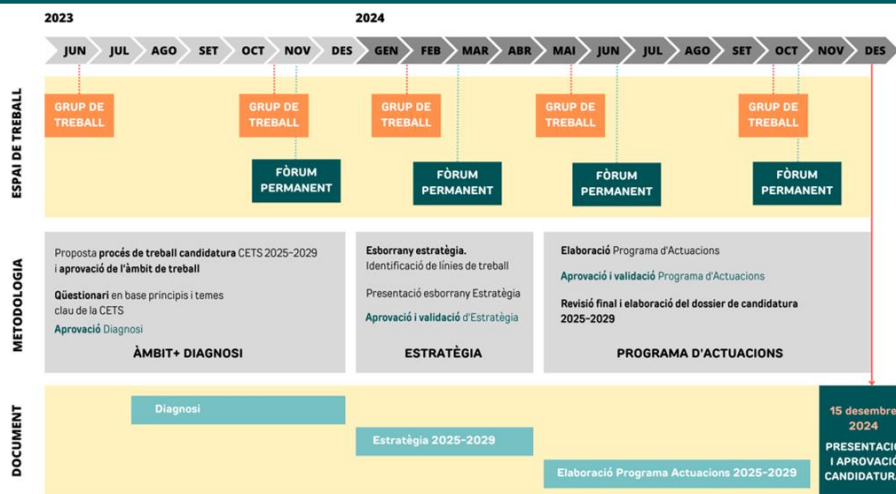 2023
2024
JUN JUL AGO SET OCT NOV DES GEN FEB MAR ABR MAI JUN JUL AGO SET OCT NOV DES
ESPAI DE TREBALL
GRUP DE
TREBALL
GRUP DE
TREBALL
GRUP DE
TREBALL
GRUP DE
TREBALL
GRUP DE
TREBALL
FÒRUM
PERMANENT
FÒRUM
PERMANENT
FÒRUM
PERMANENT
FÒRUM
PERMANENT
METODOLOGIA
Proposta procés de treball candidatura CETS 2025-2029
i aprovació de l'àmbit de treball
Qüestionari en base principis i temes
clau de la CETS
Aprovació Diagnosi
ÀMBIT+ DIAGNOSI
Esborrany estratègia.
Identificació de línies de treball
Presentació esborrany Estratègia
Aprovació i validació d'Estratègia
ESTRATÈGIA
Elaboració Programa d'Actuacions
Aprovació i validació Programa d'Actuacions
Revisió final i elaboració del dossier de candidatura
2025-2029
PROGRAMA D'ACTUACIONS
DOCUMENT
Diagnosi
Estratègia 2025-2029
Elaboració Programa Actuacions 2025-2029
15 desembre
2024
PRESENTACIÓ
I APROVACIÓ
CANDIDATURA